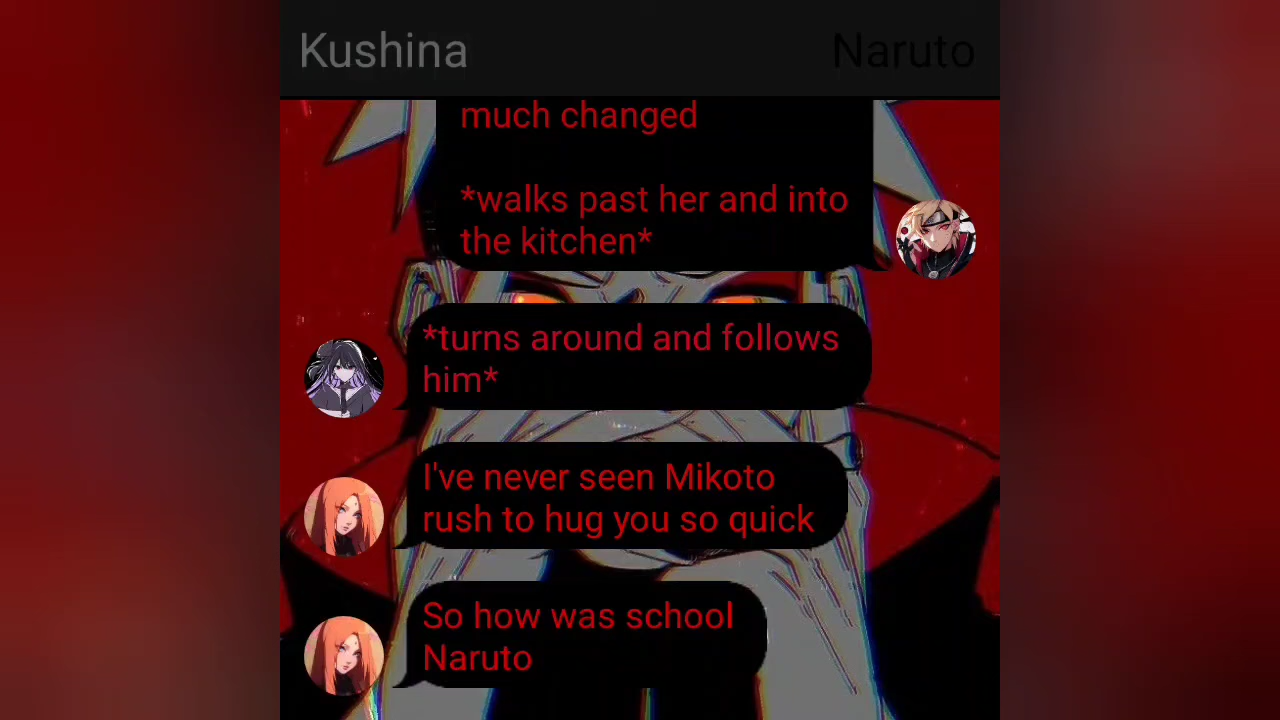 Kushina
Naruto
much changed
*walks past her and into
the kitchen*
*turns around and follows
him*
I've never seen Mikoto
rush to hug you so quick
So how was school
Naruto